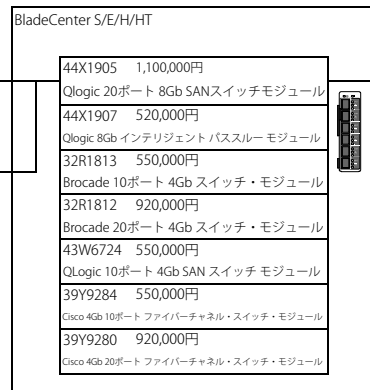 BladeCenter S/E/H/HT
44X1905 1,100,000円
Qlogic 20ポート 8Gb SANスイッチモジュール
44X1907 520,000円
Qlogic 8Gb インテリジェント パススルー モジュール
32R1813 550,000円
Brocade 10ポート 4Gb スイッチ・モジュール
32R1812 920,000円
Brocade 20ポート 4Gb スイッチ・モジュール
43W6724 550,000円
QLogic 10ポート 4Gb SAN スイッチ モジュール
39Y9284 550,000円
Cisco 4Gb 10ポート ファイバーチャネル・スイッチ・モジュール
39Y9280 920,000円
Cisco 4Gb 20ポート ファイバーチャネル・スイッチ・モジュール